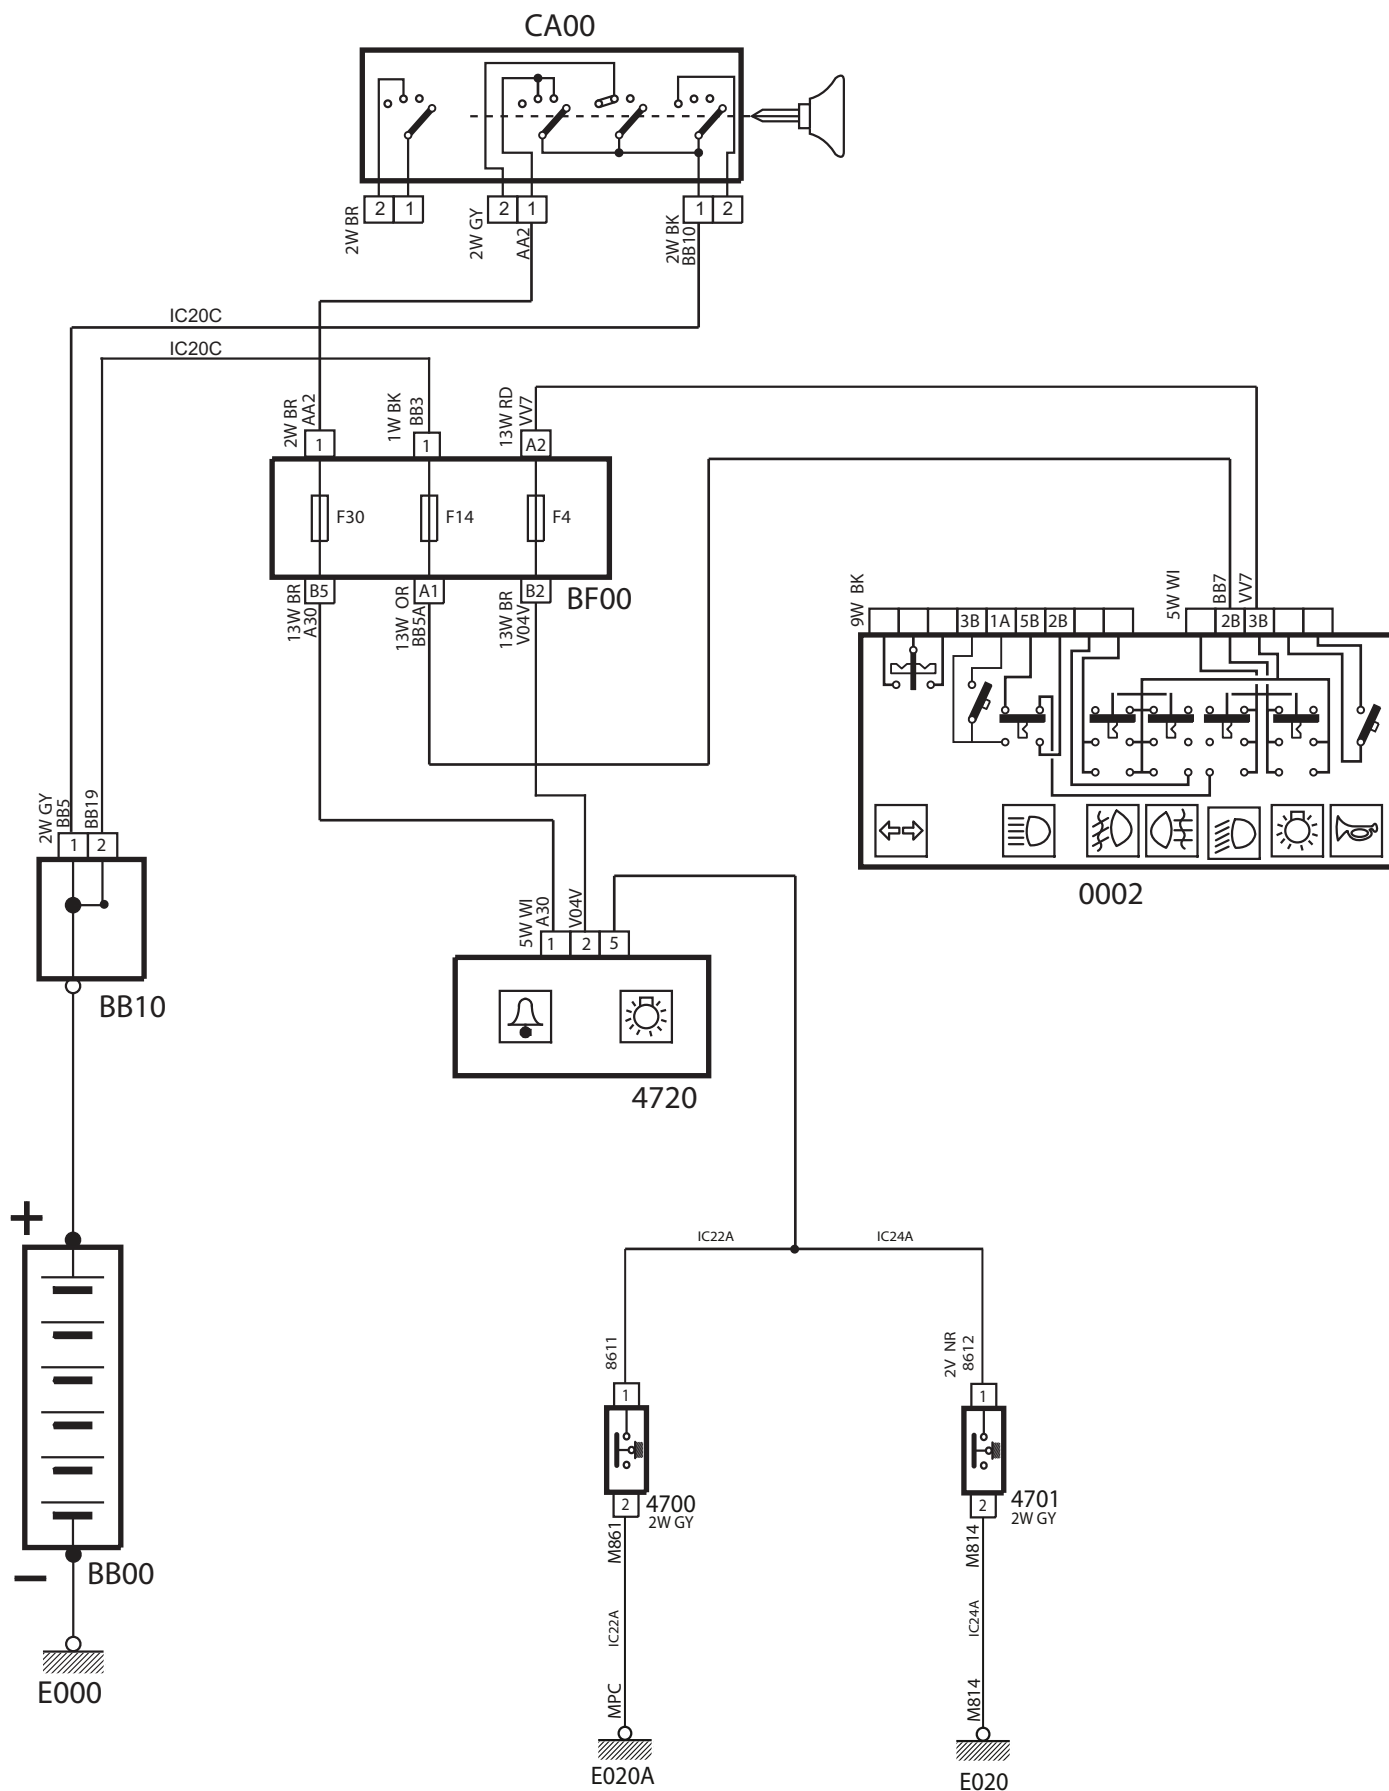 CA00
2W BR
2 1
2W GY
2 1
AA2
2W BK
BB10
1 2
IC20C
IC20C
2W BR
AA2
1
1W BK
BB3
1
13W RD
VV7
A2
F30
F14
F4
13W BR
A30
B5
13W OR
BB5A
A1
13W BR
V04V
B2
BF00
9W BK
3B 1A 5B 2B
5W WI
BB7
VV7
2B 3B
0002
2W GY
BB5
BB19
1 2
BB10
5W WI
A30
V04V
1 2 5
4720
+
BB00
−
E000
IC22A
IC24A
8611
1
2
4700
2W GY
M861
IC22A
MPC
E020A
2V NR
8612
1
2
4701
2W GY
M814
IC24A
M814
E020